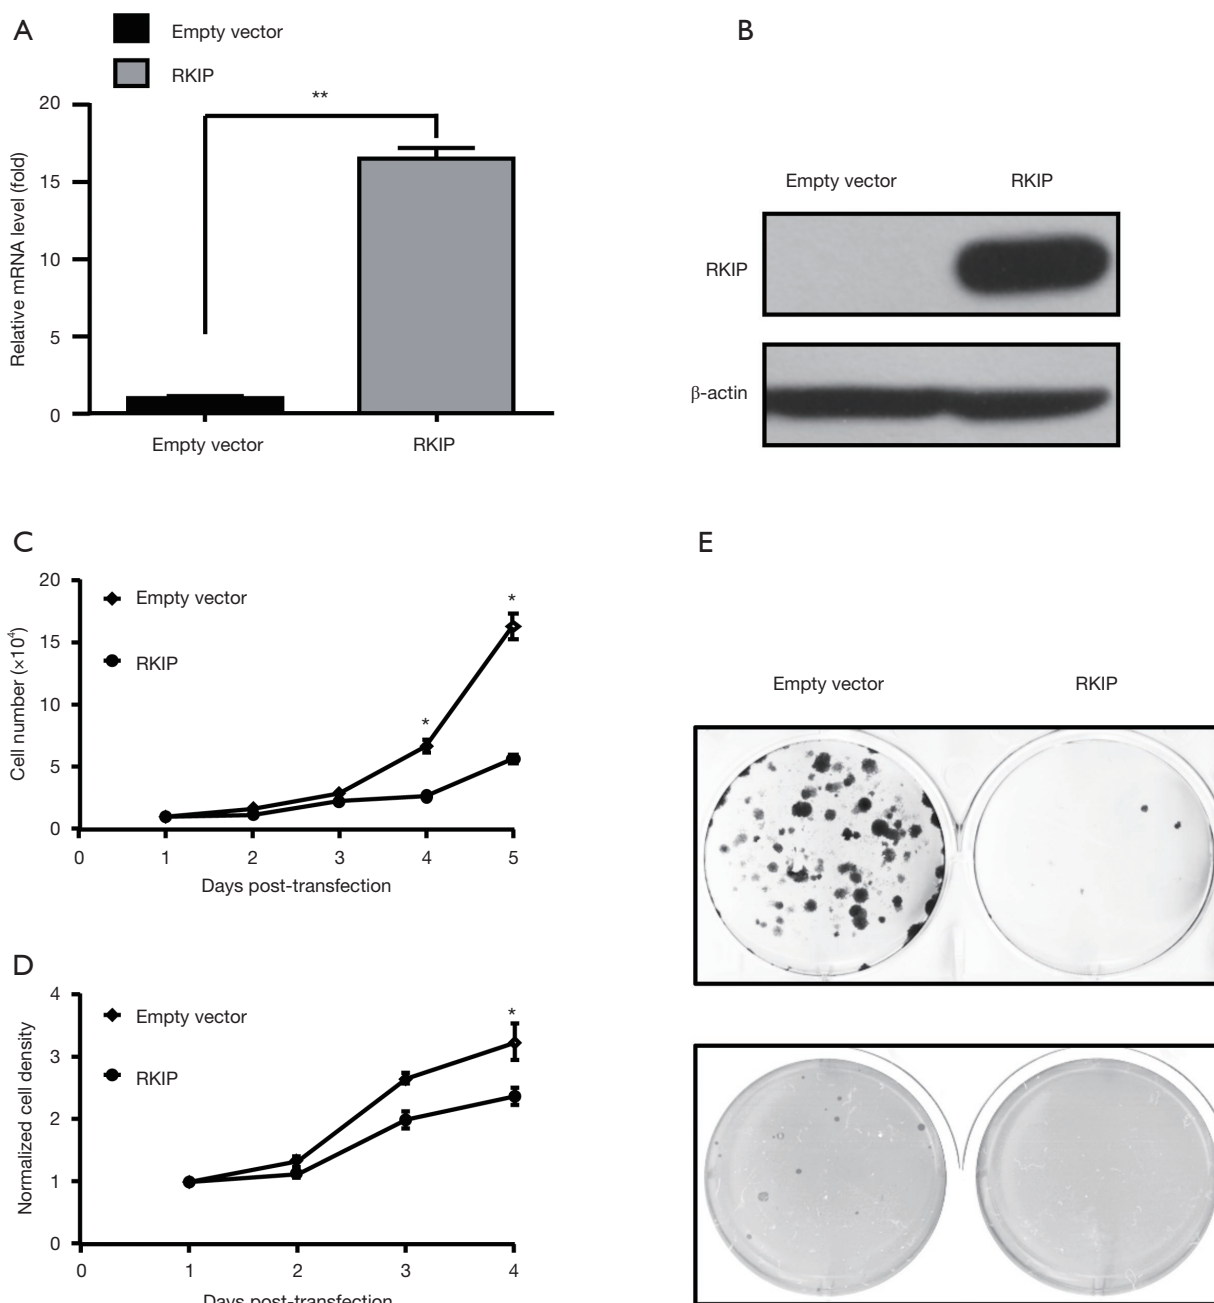 A
Empty vector
RKIP
**
20
15
10
5
0
Relative mRNA level (fold)
Empty vector
RKIP
B
Empty vector
RKIP
RKIP
β-actin
C
20
15
10
5
0
Cell number (×10⁴)
Empty vector
RKIP
*
*
0
1
2
3
4
5
Days post-transfection
D
4
3
2
1
0
Normalized cell density
Empty vector
RKIP
*
0
1
2
3
4
Days post-transfection
E
Empty vector
RKIP